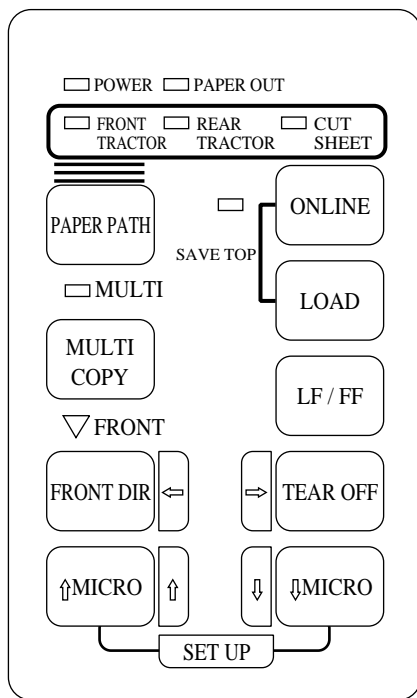 POWER PAPER OUT
FRONT REAR CUT
TRACTOR TRACTOR SHEET
PAPER PATH
ONLINE
SAVE TOP
MULTI
LOAD
MULTI
COPY
LF / FF
FRONT
FRONT DIR ⇦ ⇨ TEAR OFF
⇧MICRO ⇧ ⇩ ⇩MICRO
SET UP